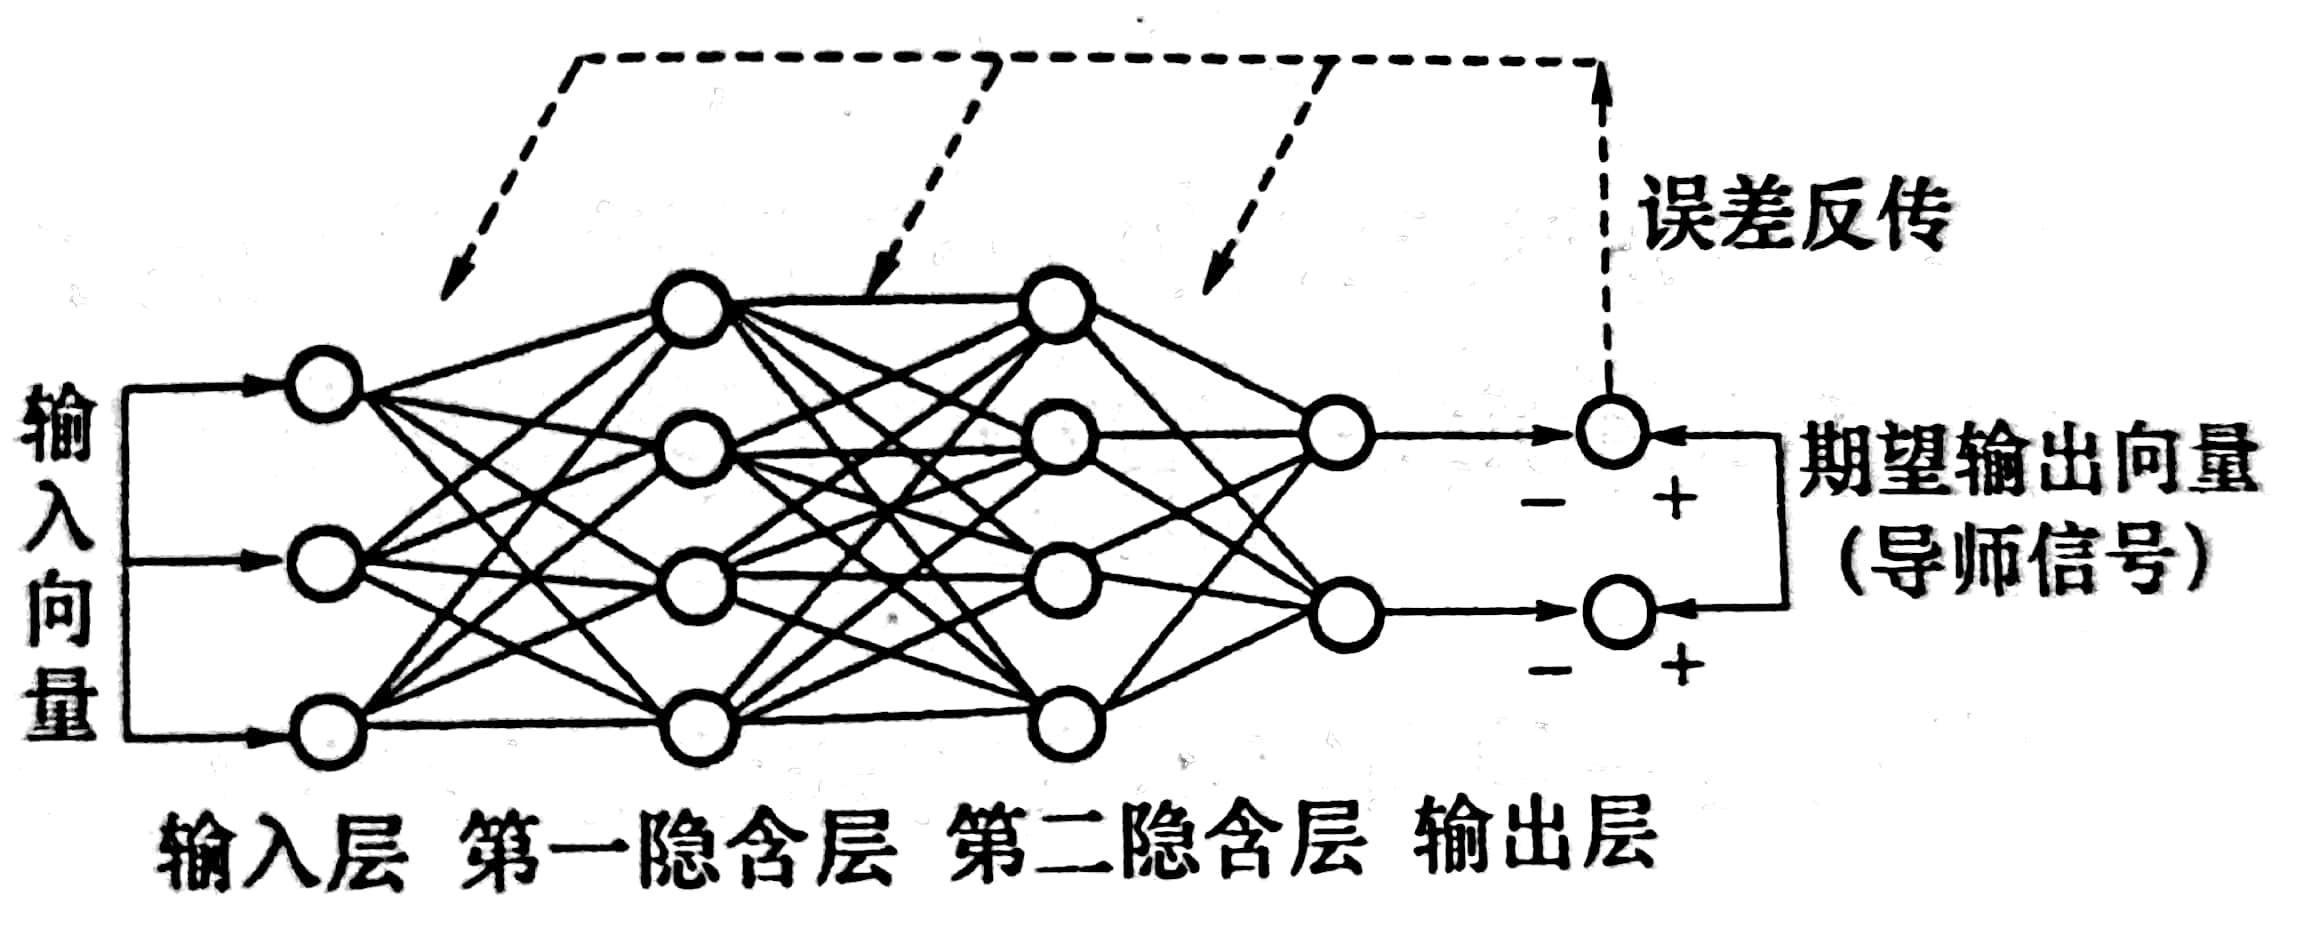 误差反传
输入向量
期望输出向量
(导师信号)
− +
− +
输入层 第一隐含层 第二隐含层 输出层